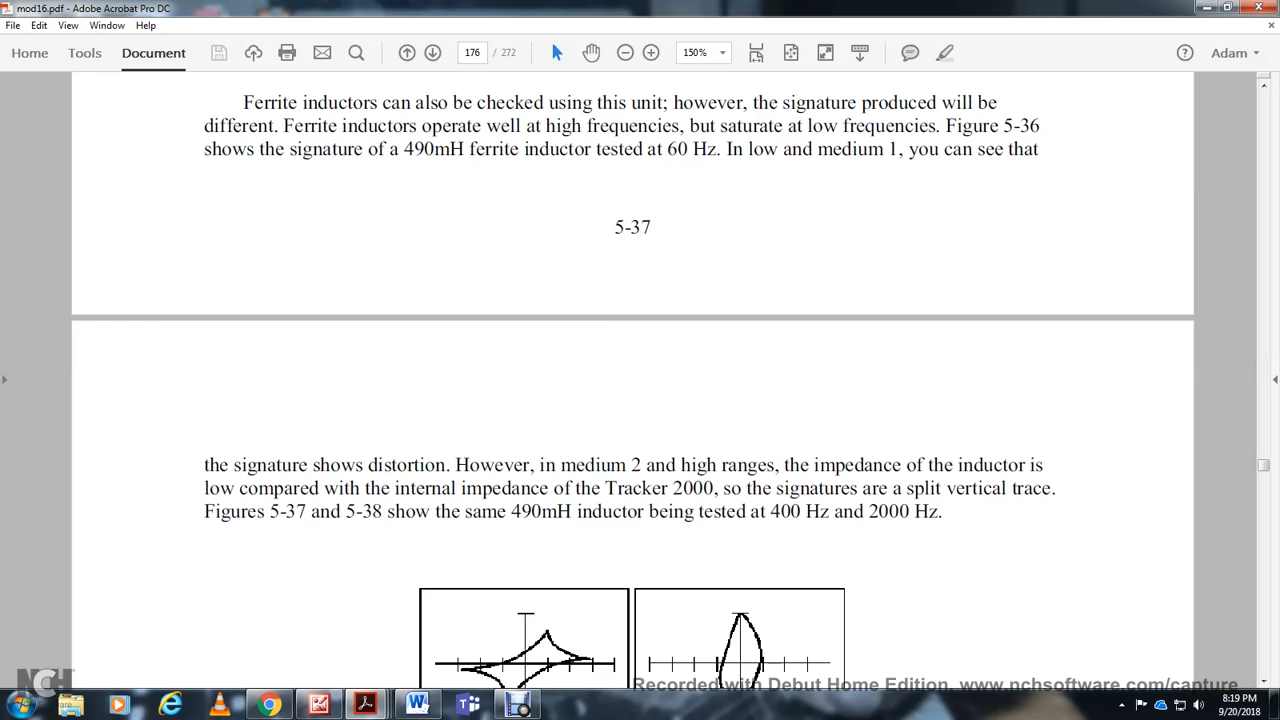 mod16.pdf - Adobe Acrobat Pro DC
File Edit View Window Help
Home Tools Document 176 / 272 150% Adam
Ferrite inductors can also be checked using this unit; however, the signature produced will be
different. Ferrite inductors operate well at high frequencies, but saturate at low frequencies. Figure 5-36
shows the signature of a 490mH ferrite inductor tested at 60 Hz. In low and medium 1, you can see that
5-37
the signature shows distortion. However, in medium 2 and high ranges, the impedance of the inductor is
low compared with the internal impedance of the Tracker 2000, so the signatures are a split vertical trace.
Figures 5-37 and 5-38 show the same 490mH inductor being tested at 400 Hz and 2000 Hz.
NCH
Recorded with Debut Home Edition. www.nchsoftware.com/capture
8:19 PM
9/20/2018